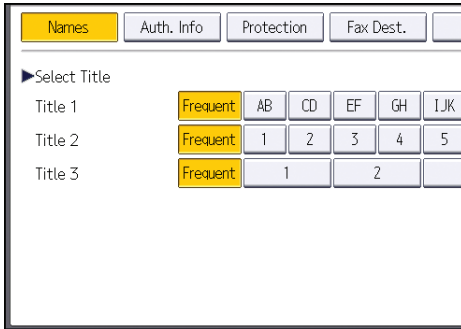 Names Auth. Info Protection Fax Dest.
▶Select Title
Title 1 Frequent AB CD EF GH IJK
Title 2 Frequent 1 2 3 4 5
Title 3 Frequent 1 2